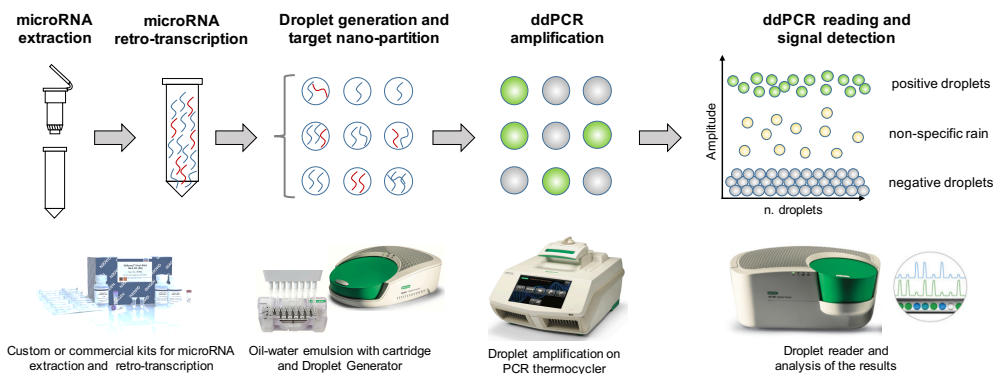 microRNA
extraction
microRNA
retro-transcription
Droplet generation and
target nano-partition
ddPCR
amplification
ddPCR reading and
signal detection
Amplitude
positive droplets
non-specific rain
negative droplets
n. droplets
Custom or commercial kits for microRNA
extraction and retro-transcription
Oil-water emulsion with cartridge
and Droplet Generator
Droplet amplification on
PCR thermocycler
Droplet reader and
analysis of the results